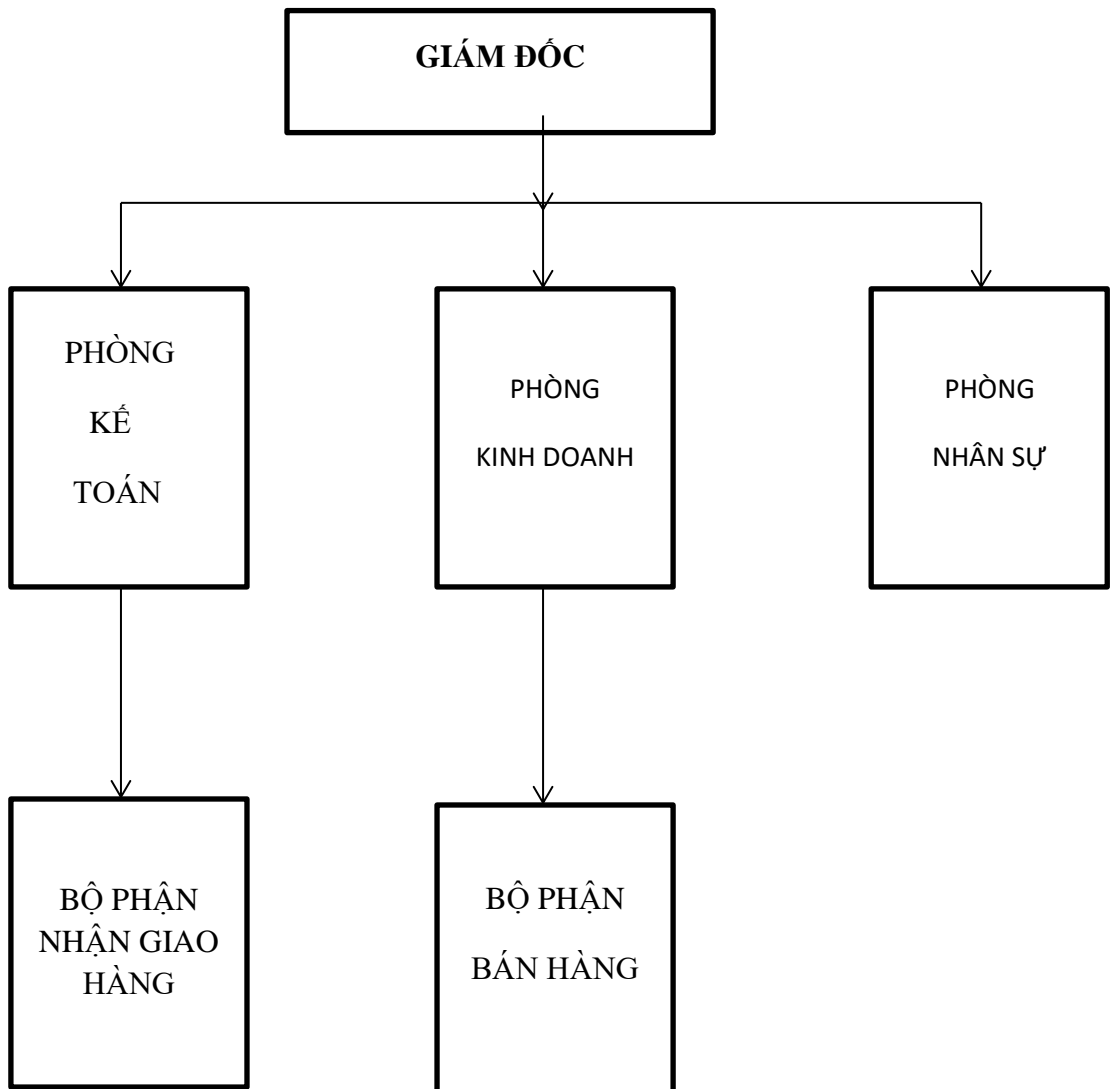 GIÁM ĐỐC
PHÒNG
KẾ
TOÁN
PHÒNG
KINH DOANH
PHÒNG
NHÂN SỰ
BỘ PHẬN
NHẬN GIAO
HÀNG
BỘ PHẬN
BÁN HÀNG